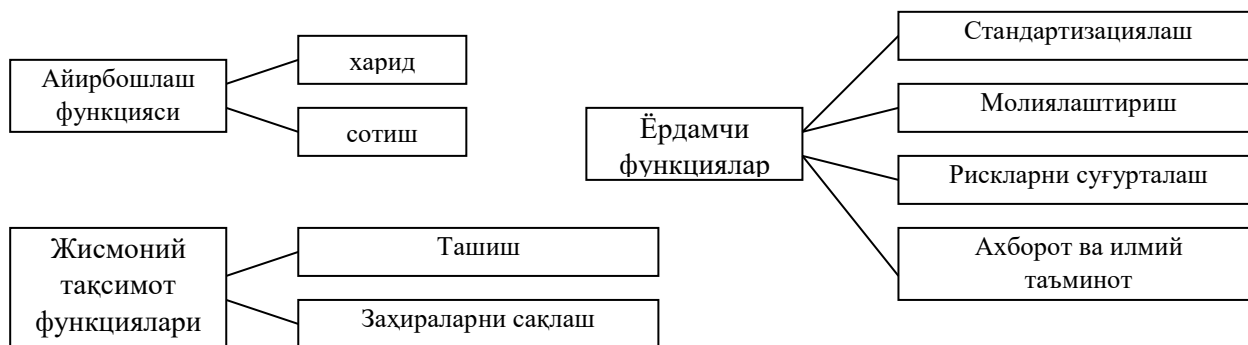 Айирбошлаш
функцияси
харид
сотиш
Жисмоний
тақсимот
функциялари
Ташиш
Заҳираларни сақлаш
Ёрдамчи
функциялар
Стандартизациялаш
Молиялаштириш
Рискларни суғурталаш
Ахборот ва илмий
таъминот